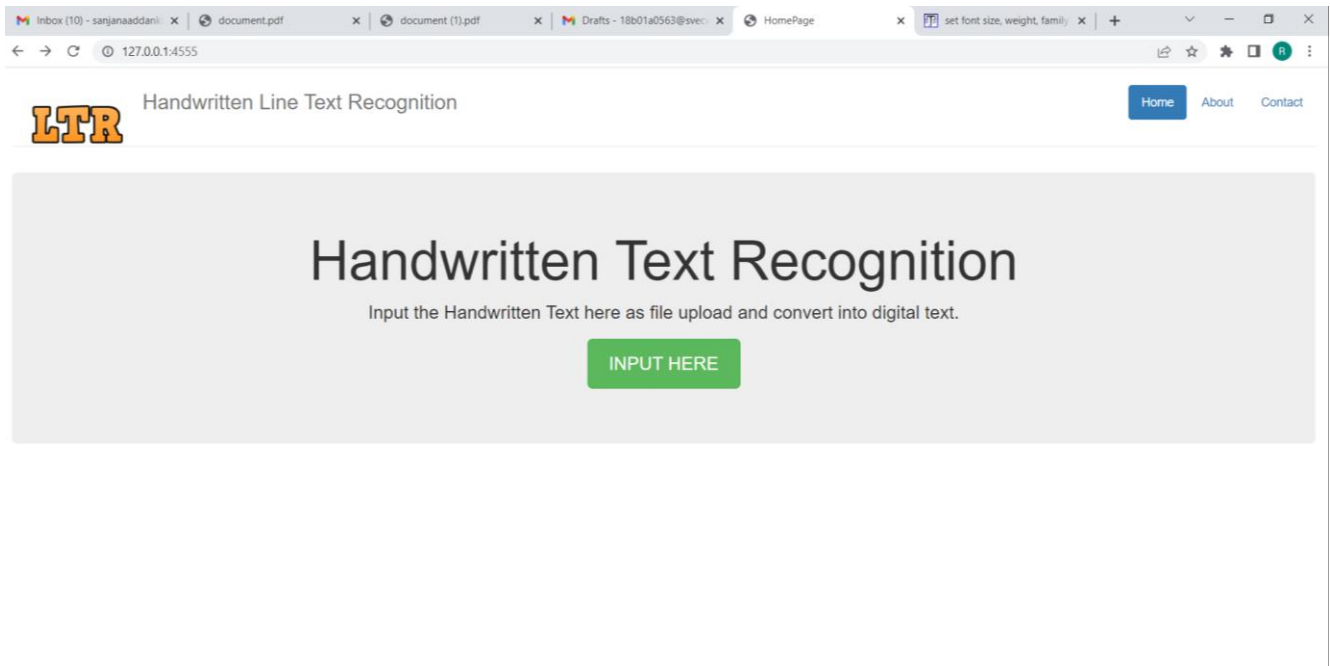 Inbox (10) - sanjanaaddanki
document.pdf
document (1).pdf
Drafts - 18b01a0563@svec
HomePage
set font size, weight, family
127.0.0.1:4555
R
LTR
Handwritten Line Text Recognition
Home
About
Contact
Handwritten Text Recognition
Input the Handwritten Text here as file upload and convert into digital text.
INPUT HERE